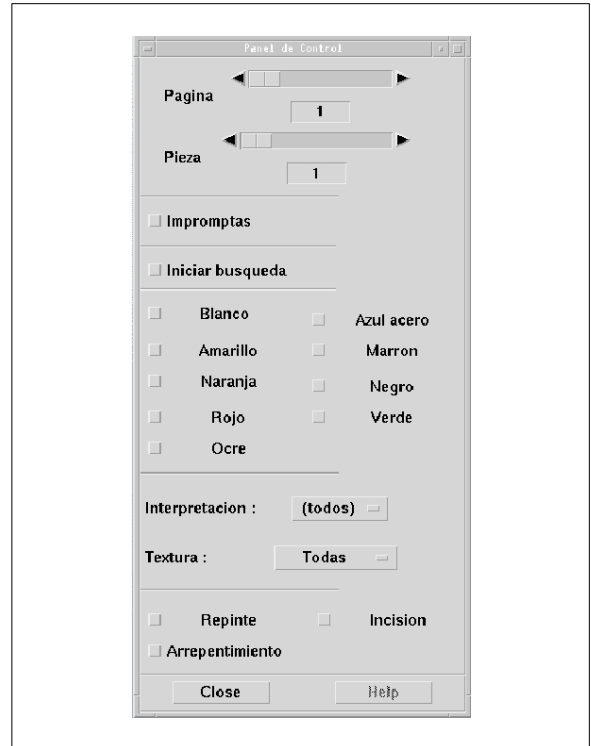 Panel de Control
Pagina
1
Pieza
1
Impromptas
Iniciar busqueda
Blanco
Azul acero
Amarillo
Marron
Naranja
Negro
Rojo
Verde
Ocre
Interpretacion : (todos)
Textura : Todas
Repinte
Incision
Arrepentimiento
Close
Help